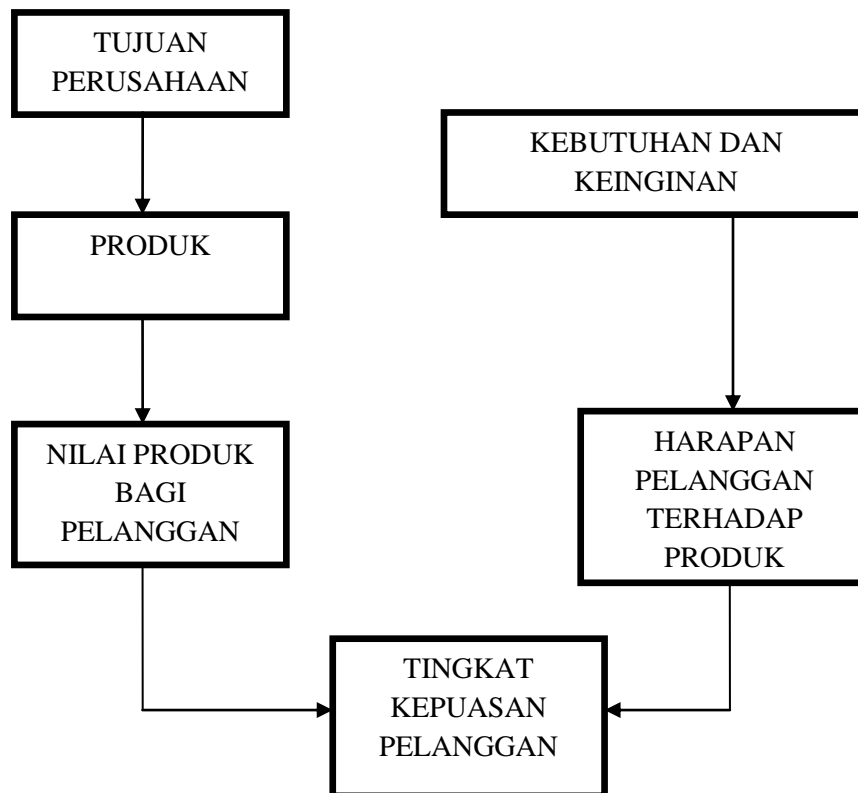 TUJUAN
PERUSAHAAN
KEBUTUHAN DAN
KEINGINAN
PRODUK
NILAI PRODUK
BAGI
PELANGGAN
HARAPAN
PELANGGAN
TERHADAP
PRODUK
TINGKAT
KEPUASAN
PELANGGAN